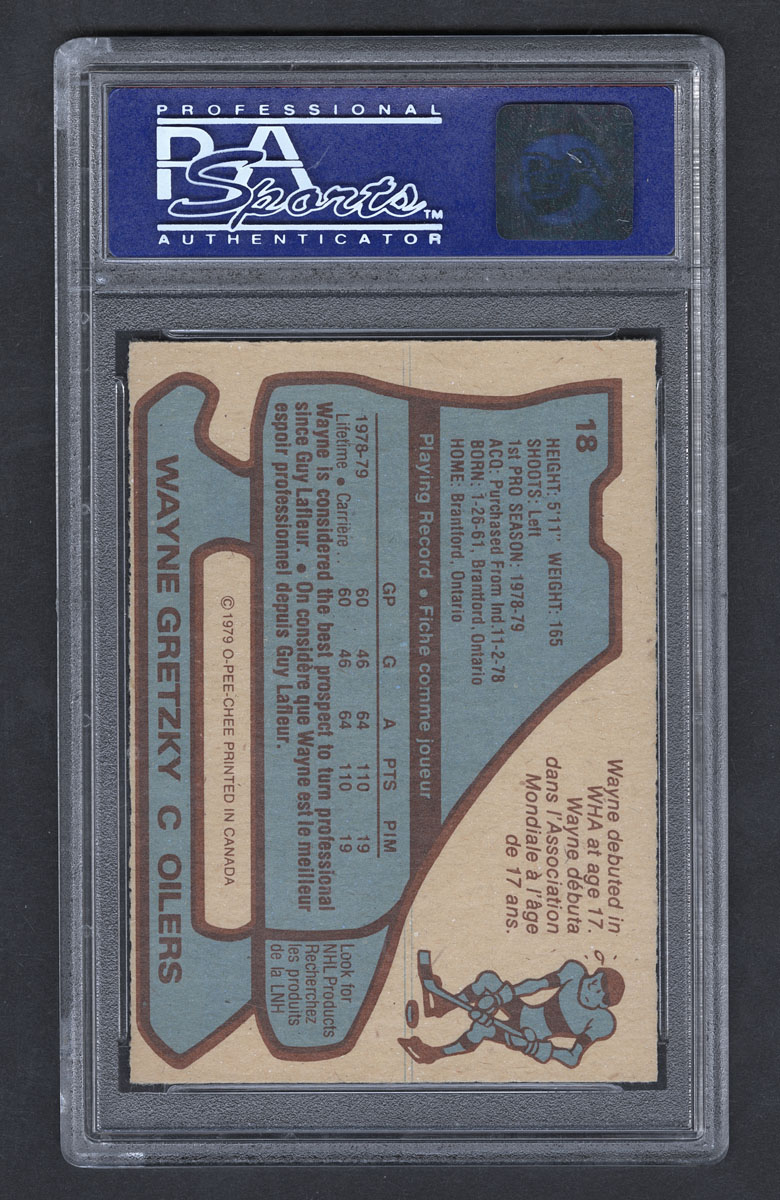 PROFESSIONAL
PSA
Sports™
AUTHENTICATOR
18
HEIGHT: 5'11" WEIGHT: 165
SHOOTS: Left
1st PRO SEASON: 1978-79
ACQ: Purchased From Ind. 11-2-78
BORN: 1-26-61, Brantford, Ontario
HOME: Brantford, Ontario
Wayne debuted in
WHA at age 17.
Wayne débuta
dans l'Association
Mondiale à l'âge
de 17 ans.
Playing Record • Fiche comme joueur
GP G A PTS PIM
1978-79 60 46 64 110 19
Lifetime • Carrière . . 60 46 64 110 19
Wayne is considered the best prospect to turn professional
since Guy Lafleur. • On considère que Wayne est le meilleur
espoir professionnel depuis Guy Lafleur.
Look for
NHL Products
Recherchez
les produits
de la LNH
© 1979 O-PEE-CHEE PRINTED IN CANADA
WAYNE GRETZKY C OILERS